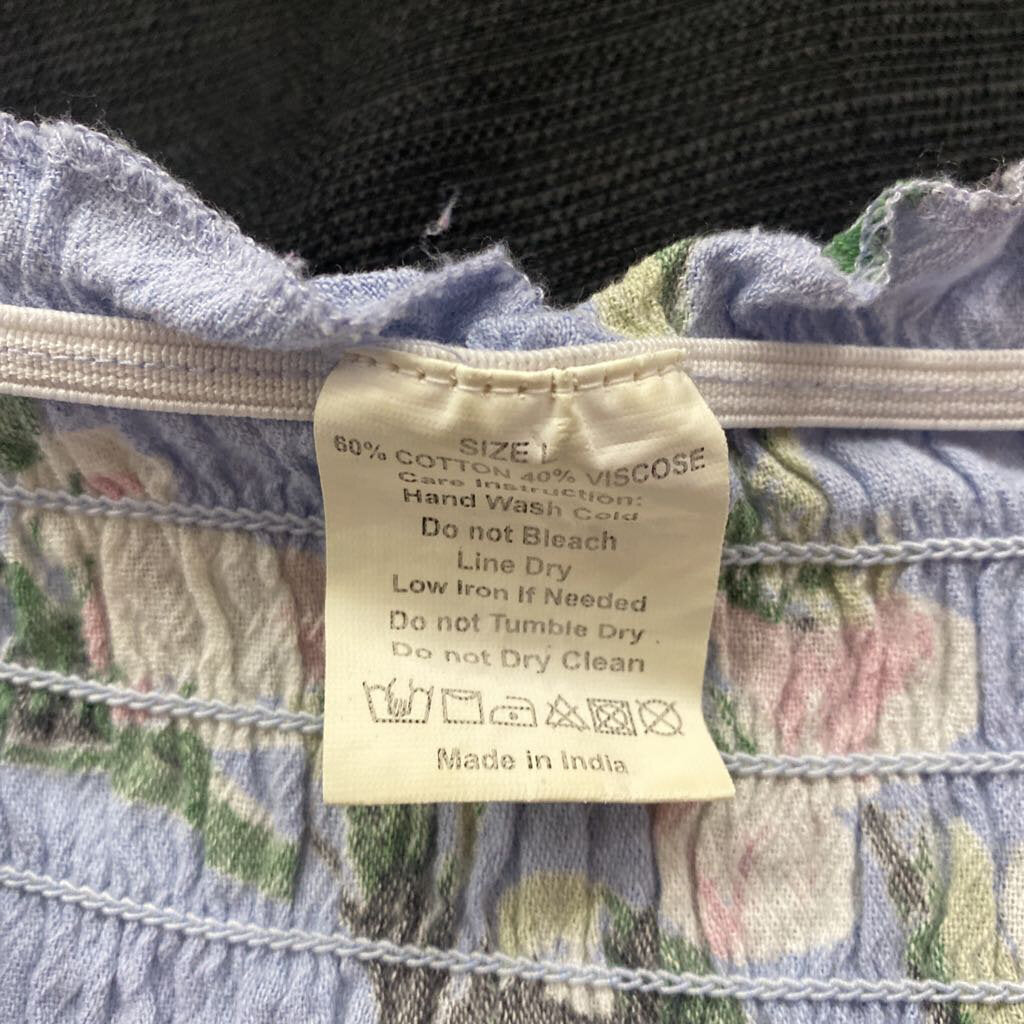 SIZE L
60% COTTON 40% VISCOSE
Care Instruction:
Hand Wash Cold
Do not Bleach
Line Dry
Low Iron If Needed
Do not Tumble Dry
Do not Dry Clean
Made in India